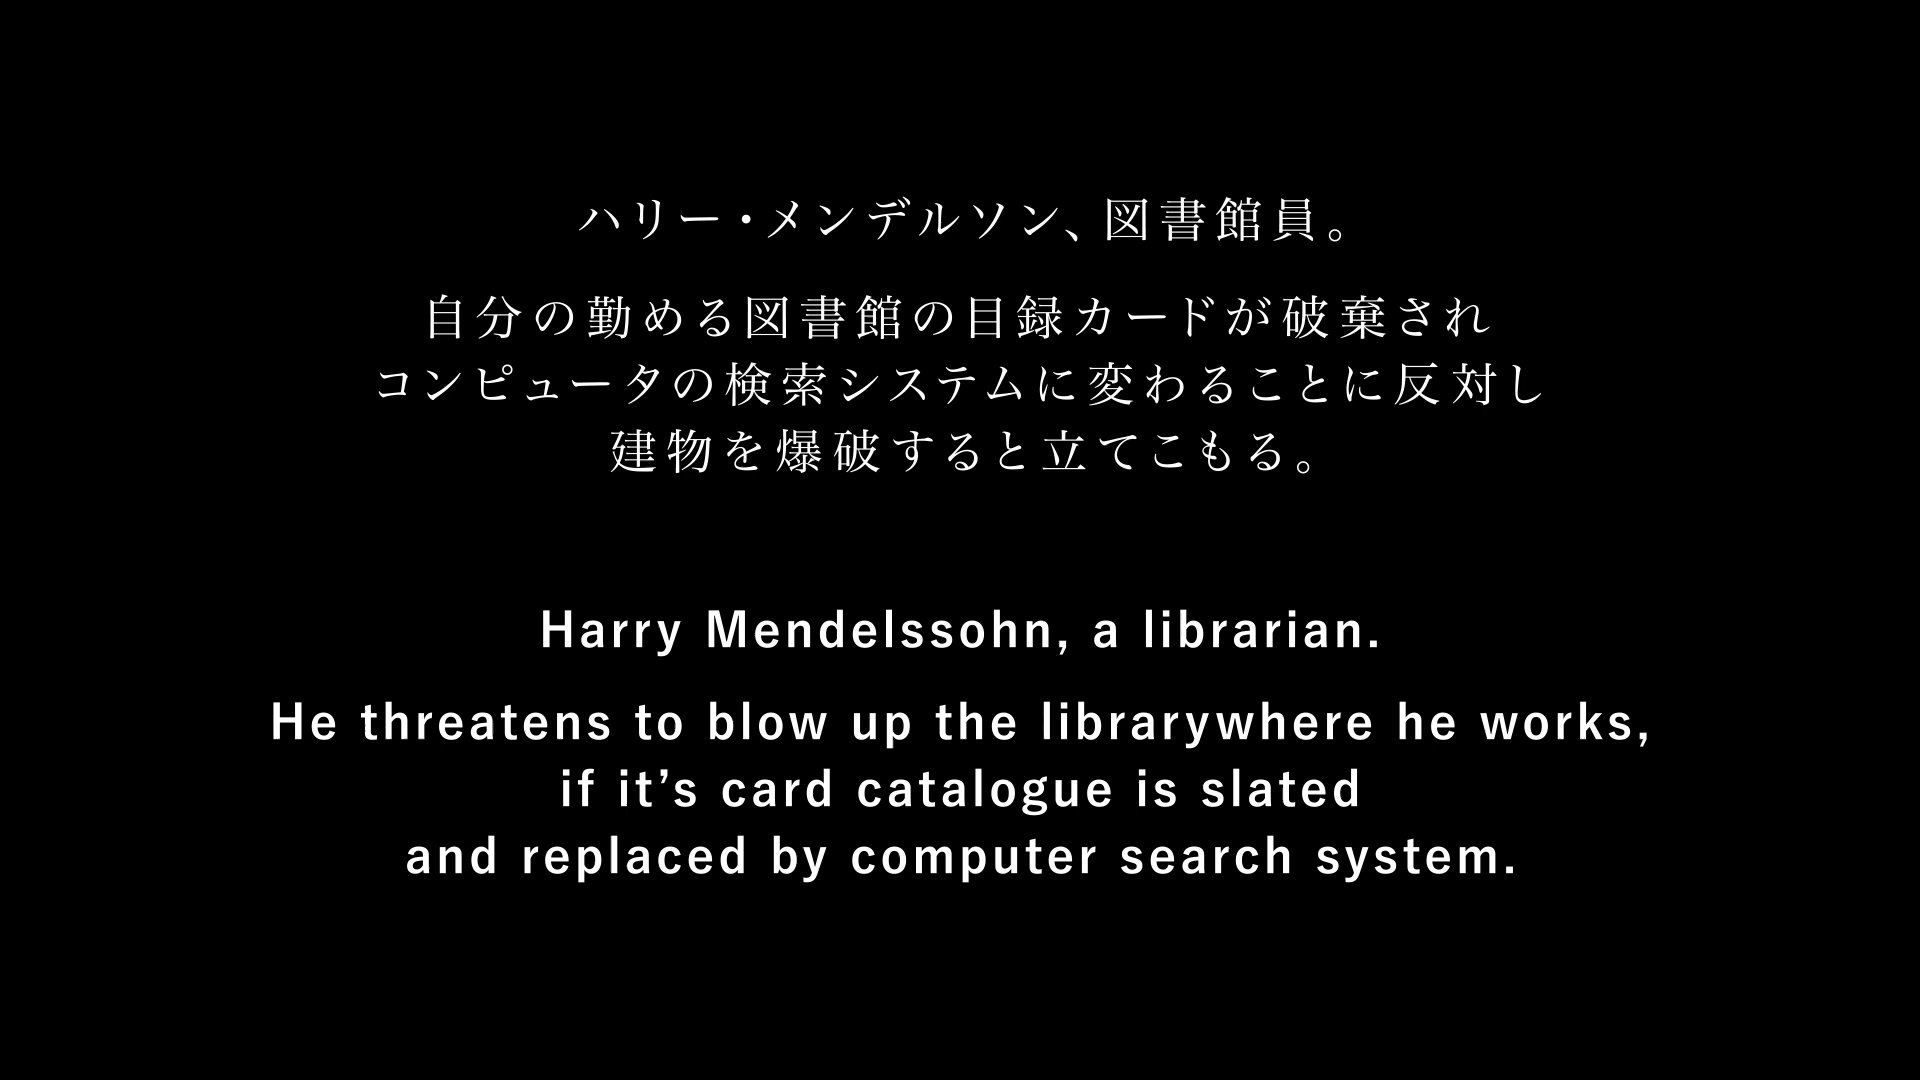 ハリー・メンデルソン、図書館員。
自分の勤める図書館の目録カードが破棄され
コンピュータの検索システムに変わることに反対し
建物を爆破すると立てこもる。
Harry Mendelssohn, a librarian.
He threatens to blow up the librarywhere he works,
if it’s card catalogue is slated
and replaced by computer search system.